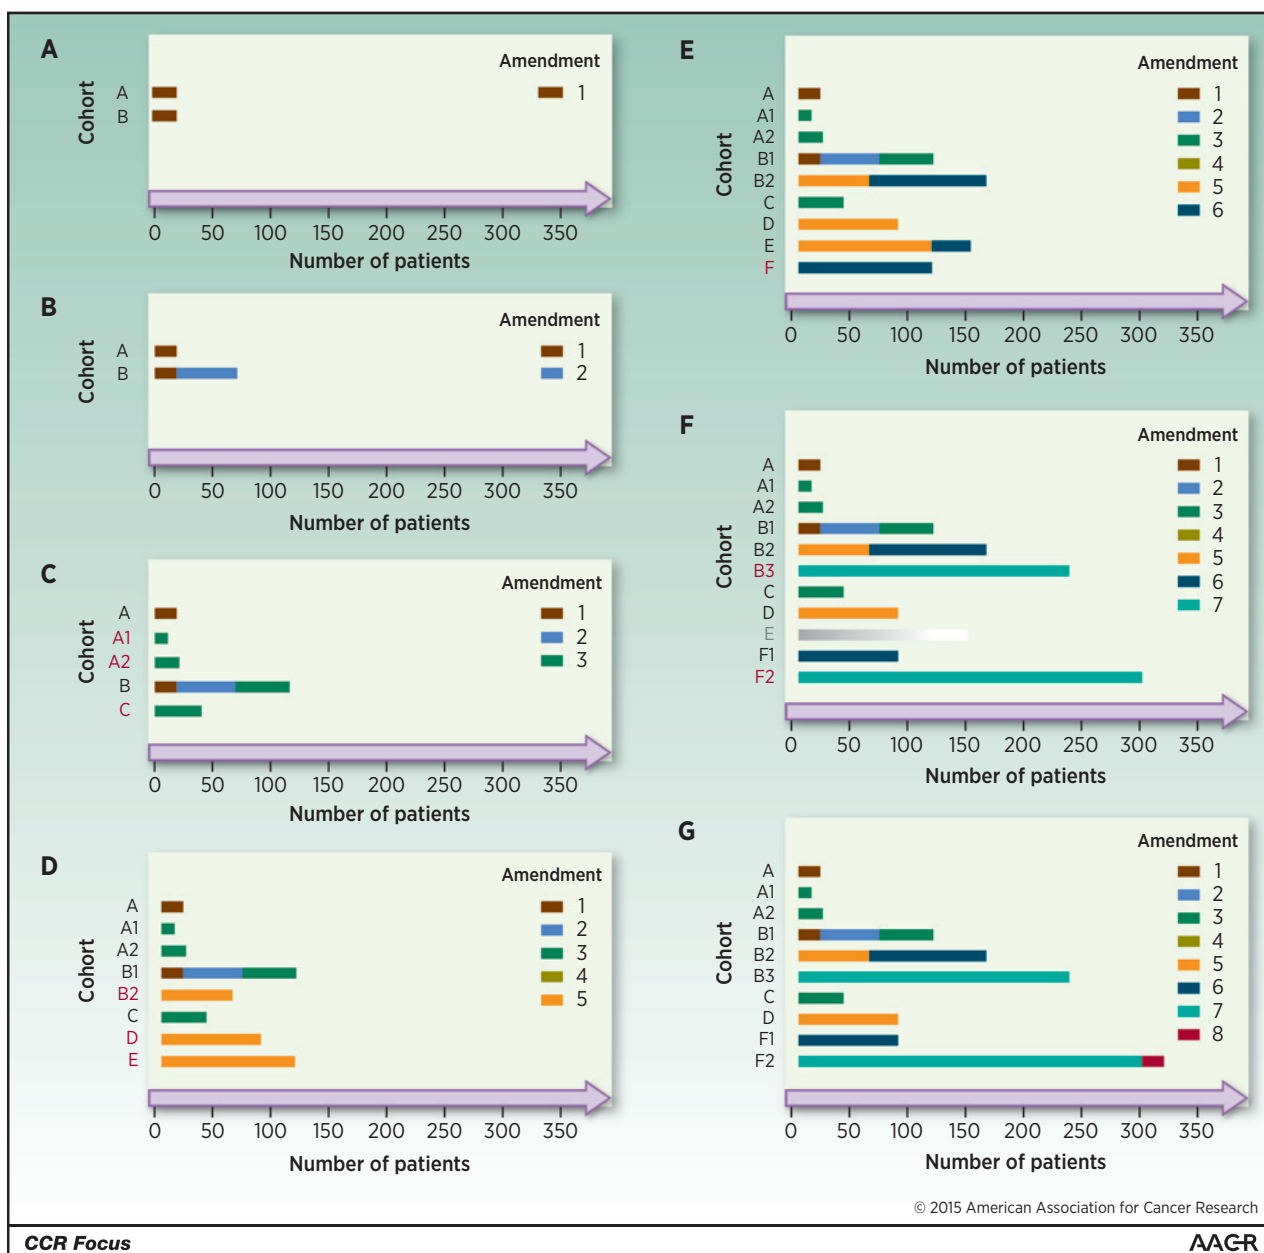 A
Amendment
1
Cohort
A
B
0 50 100 150 200 250 300 350
Number of patients
B
Amendment
1
2
Cohort
A
B
0 50 100 150 200 250 300 350
Number of patients
C
Amendment
1
2
3
Cohort
A
A1
A2
B
C
0 50 100 150 200 250 300 350
Number of patients
D
Amendment
1
2
3
4
5
Cohort
A
A1
A2
B1
B2
C
D
E
0 50 100 150 200 250 300 350
Number of patients
E
Amendment
1
2
3
4
5
6
Cohort
A
A1
A2
B1
B2
C
D
E
F
0 50 100 150 200 250 300 350
Number of patients
F
Amendment
1
2
3
4
5
6
7
Cohort
A
A1
A2
B1
B2
B3
C
D
E
F1
F2
0 50 100 150 200 250 300 350
Number of patients
G
Amendment
1
2
3
4
5
6
7
8
Cohort
A
A1
A2
B1
B2
B3
C
D
F1
F2
0 50 100 150 200 250 300 350
Number of patients
© 2015 American Association for Cancer Research
CCR Focus
AACR